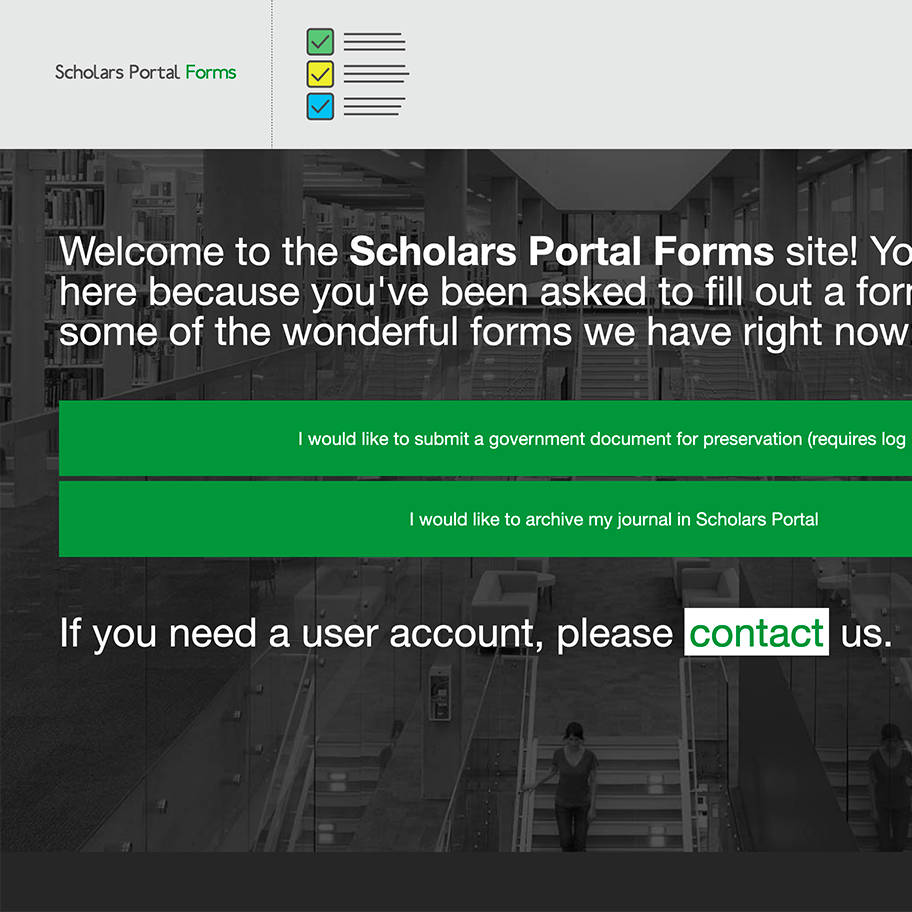 Scholars Portal Forms
Welcome to the Scholars Portal Forms site! Yo
here because you've been asked to fill out a for
some of the wonderful forms we have right now
I would like to submit a government document for preservation (requires log
I would like to archive my journal in Scholars Portal
If you need a user account, please contact us.